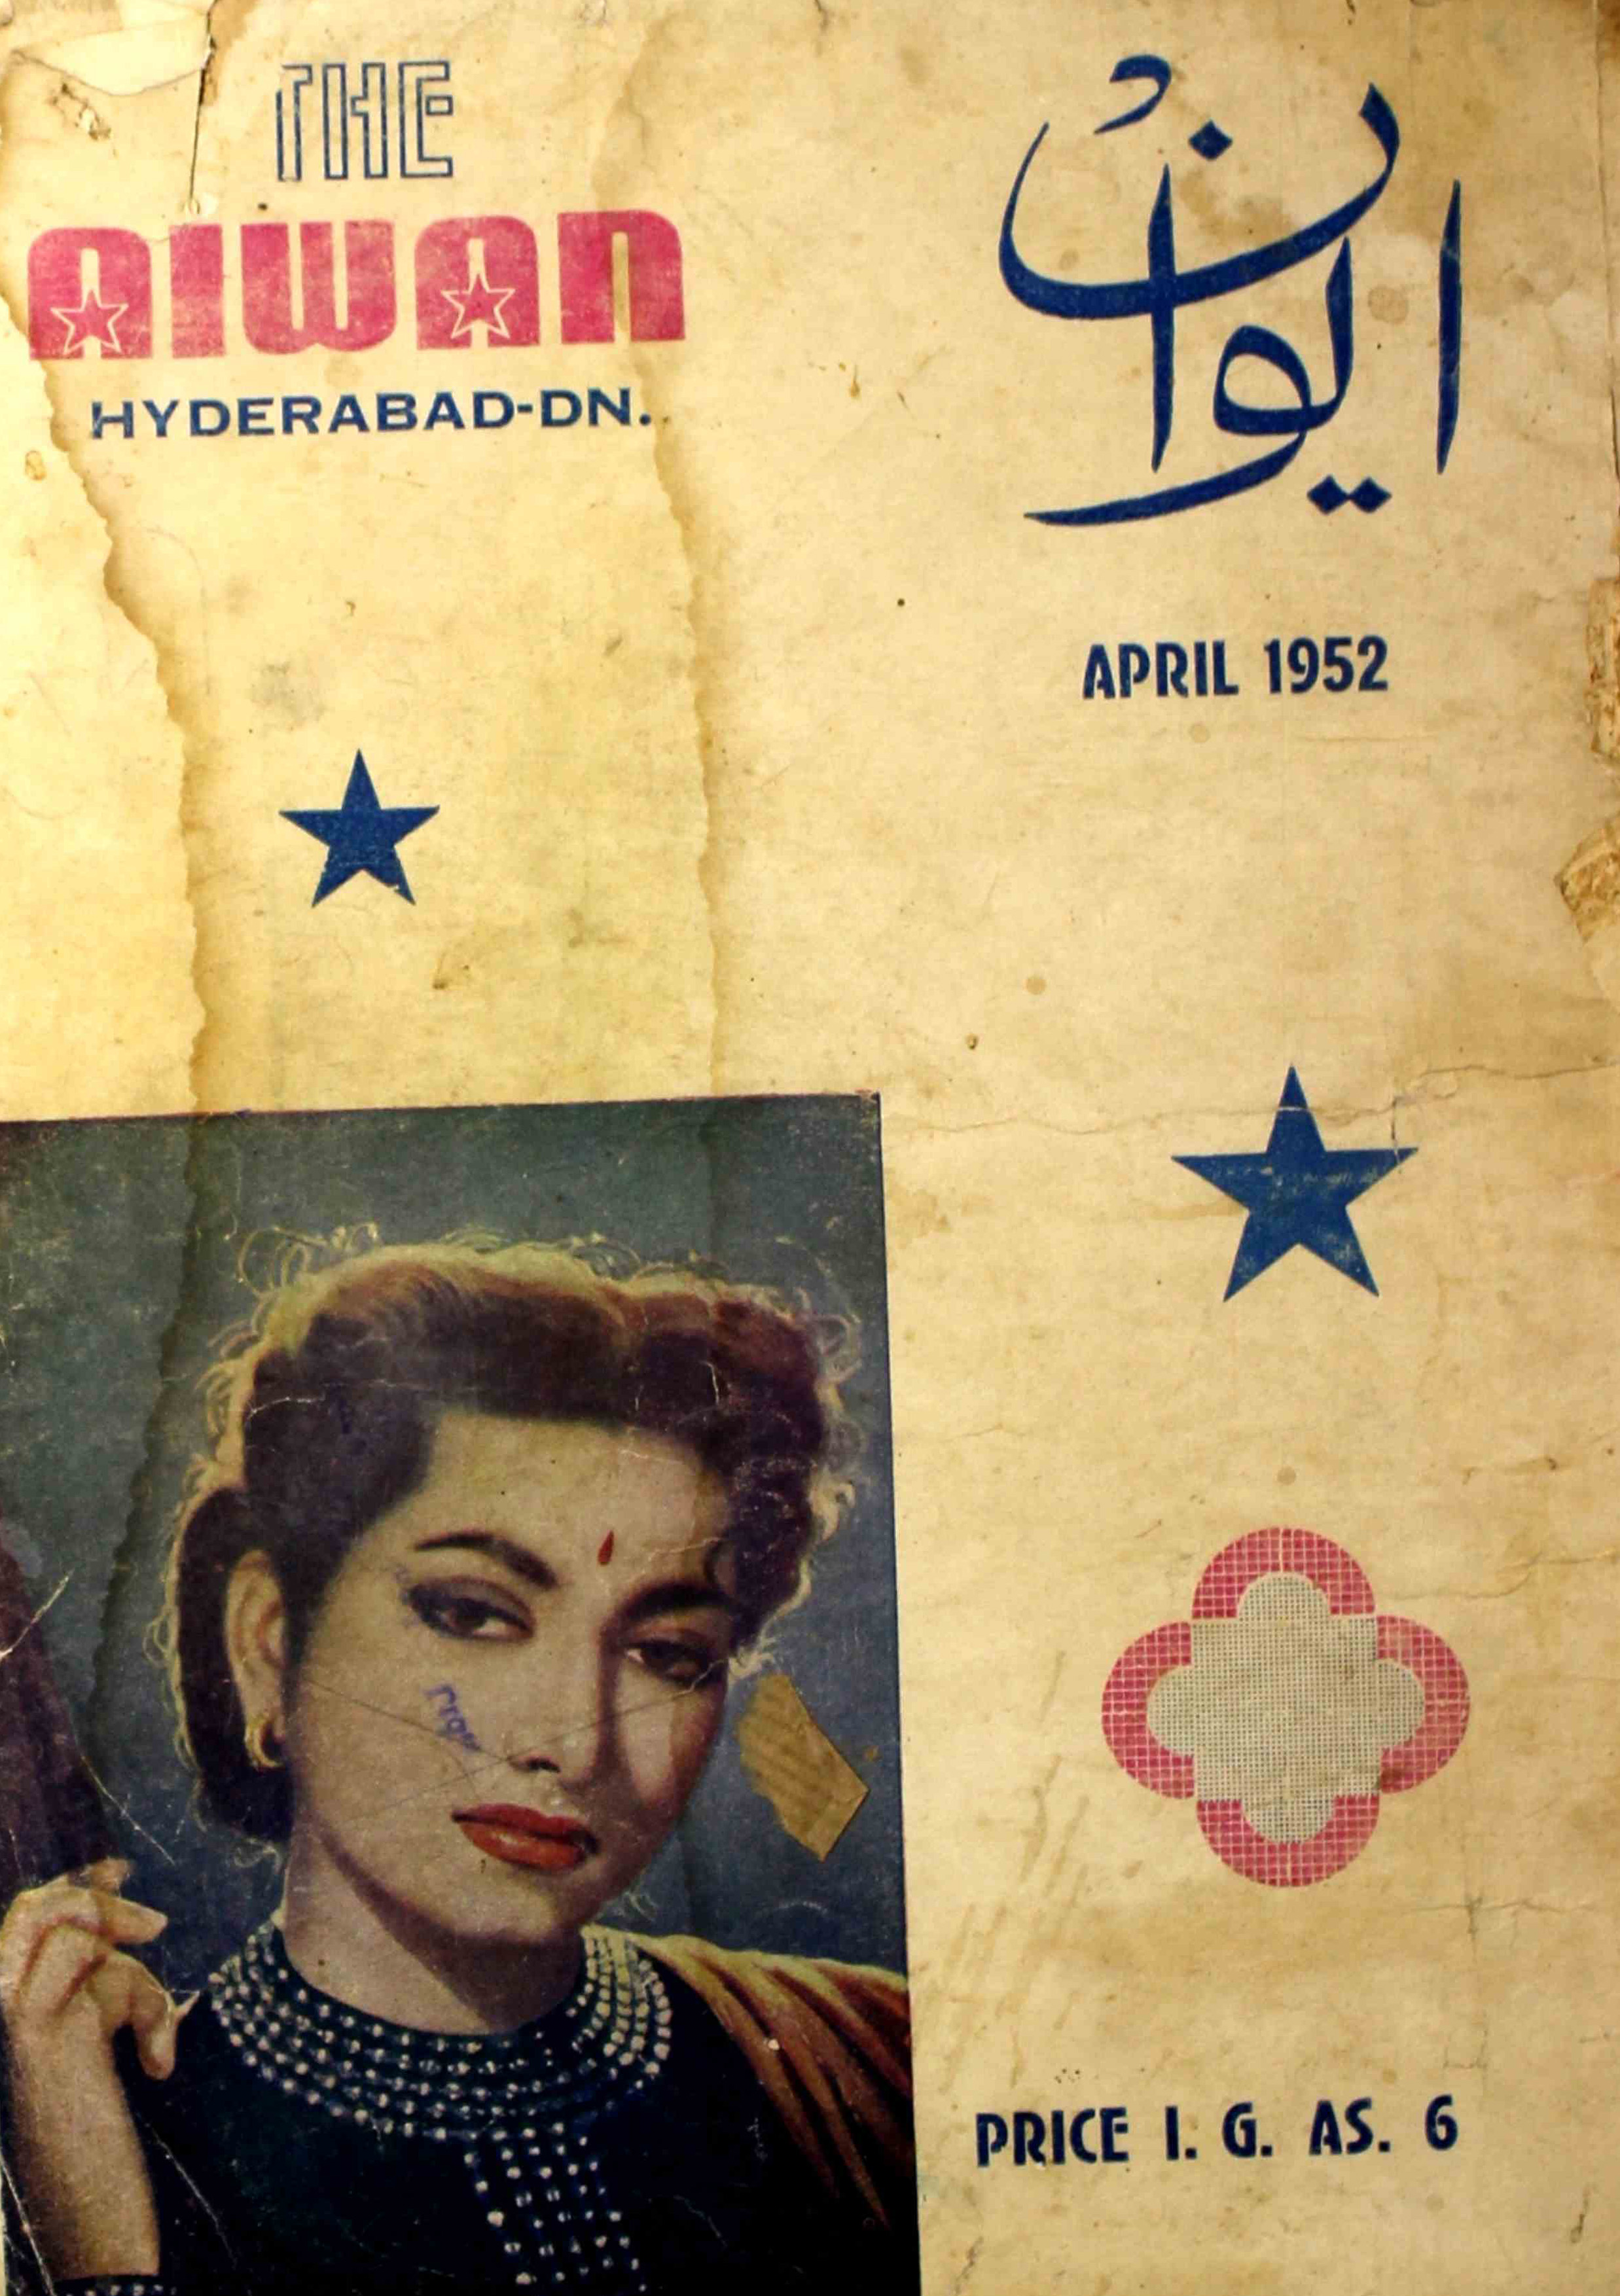 THE
AIWAN
HYDERABAD-DN.
ایوان
APRIL 1952
PRICE I. G. AS. 6